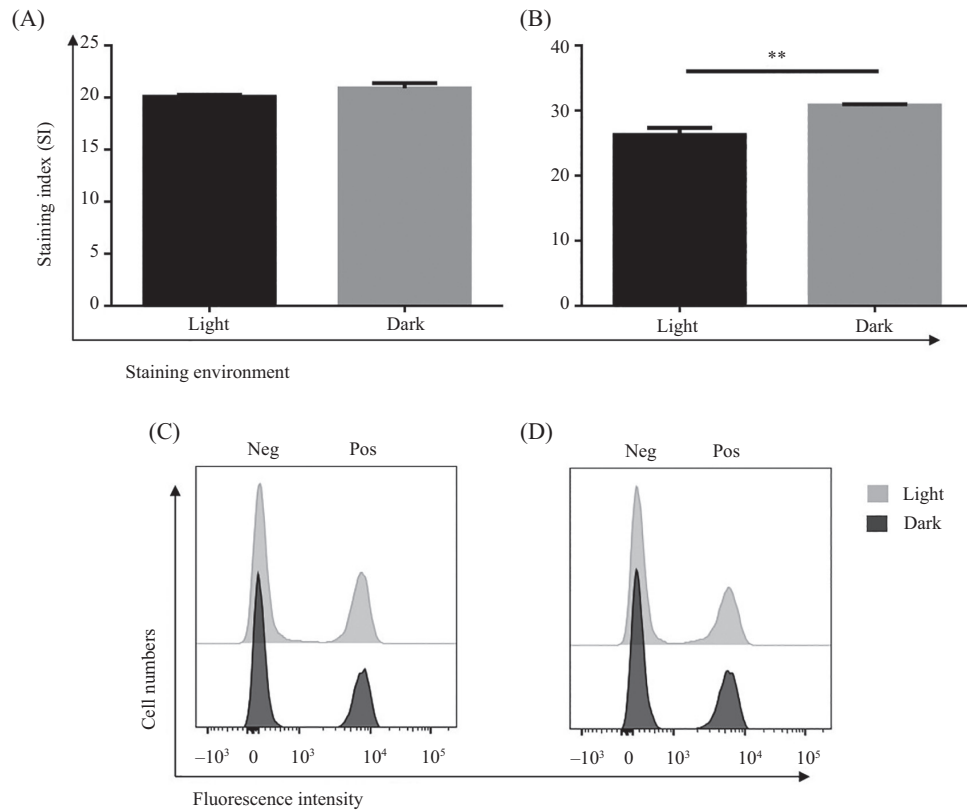 (A)
(B)
Staining index (SI)
25
20
15
10
5
0
Light
Dark
40
30
20
10
0
**
Light
Dark
Staining environment
(C)
Neg
Pos
(D)
Neg
Pos
Light
Dark
Cell numbers
–10³ 0 10³ 10⁴ 10⁵
–10³ 0 10³ 10⁴ 10⁵
Fluorescence intensity